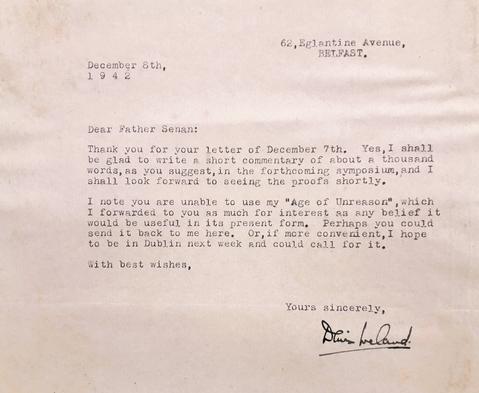 62,Eglantine Avenue,
BELFAST.
December 8th,
1 9 4 2
Dear Father Senan:
Thank you for your letter of December 7th. Yes,I shall
be glad to write a short commentary of about a thousand
words,as you suggest,in the forthcoming symposium,and I
shall look forward to seeing the proofs shortly.
I note you are unable to use my "Age of Unreason",which
I forwarded to you as much for interest as any belief it
would be useful in its present form. Perhaps you could
send it back to me here. Or,if more convenient,I hope
to be in Dublin next week and could call for it.
With best wishes,
Yours sincerely,
Denis Ireland.